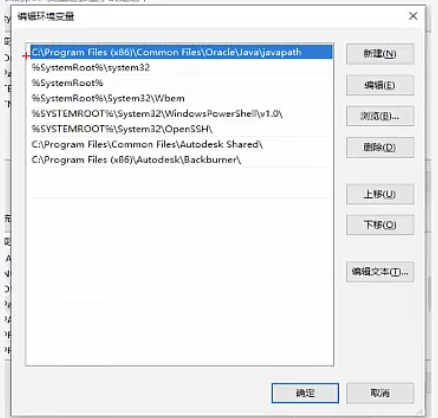 编辑环境变量
C:\Program Files (x86)\Common Files\Oracle\Java\javapath
%SystemRoot%\system32
%SystemRoot%
%SystemRoot%\System32\Wbem
%SYSTEMROOT%\System32\WindowsPowerShell\v1.0\
%SYSTEMROOT%\System32\OpenSSH\
C:\Program Files\Common Files\Autodesk Shared\
C:\Program Files (x86)\Autodesk\Backburner\
新建(N)
编辑(E)
浏览(B)...
删除(D)
上移(U)
下移(O)
编辑文本(T)...
确定
取消